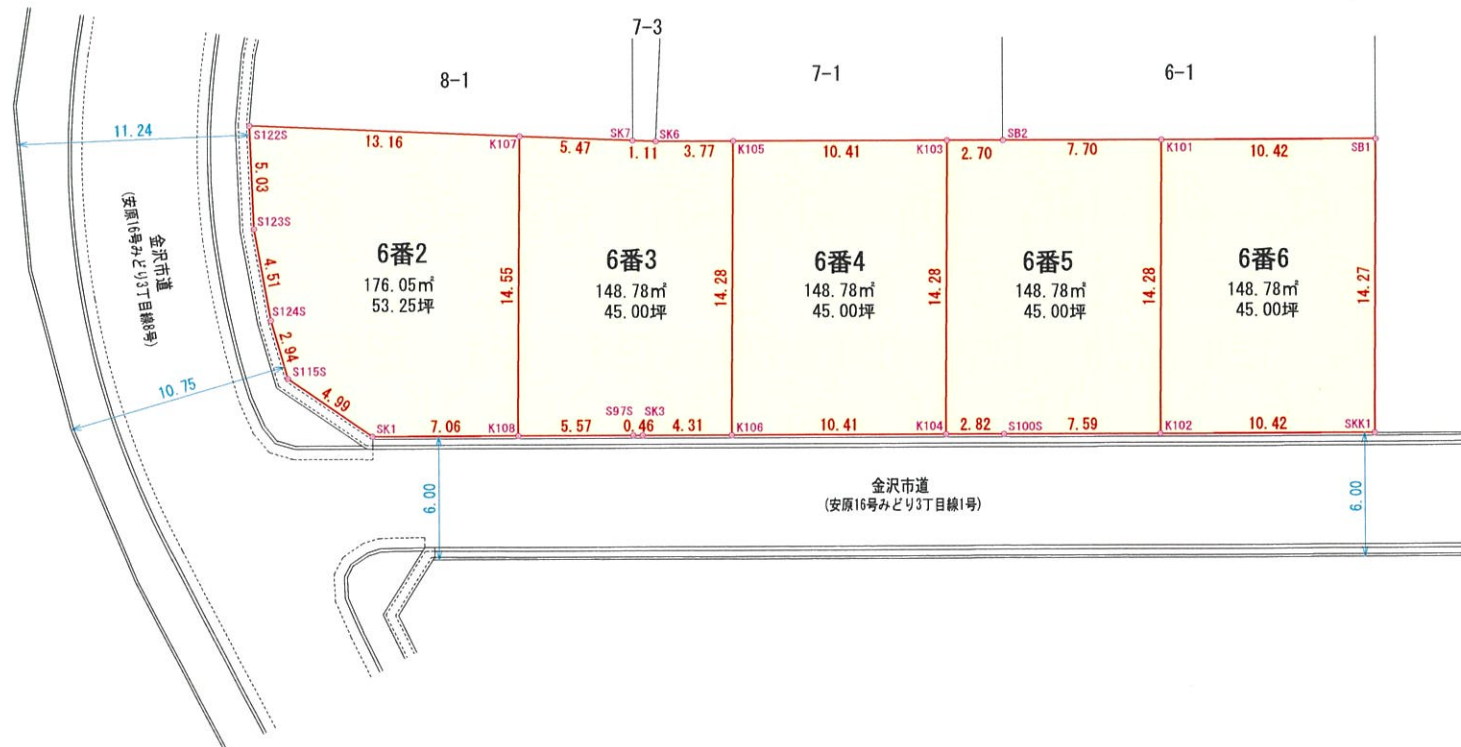 7-3
8-1
7-1
6-1
11.24
S122S
13.16
K107
5.47
SK7
1.11
SK6
3.77
K105
10.41
K103
2.70
SB2
7.70
K101
10.42
SB1
5.03
S123S
4.51
S124S
2.94
S115S
4.99
金沢市道
(安原16号みどり3丁目線8号)
10.75
6番2
176.05㎡
53.25坪
14.55
6番3
148.78㎡
45.00坪
14.28
6番4
148.78㎡
45.00坪
14.28
6番5
148.78㎡
45.00坪
14.28
6番6
148.78㎡
45.00坪
14.27
SK1
7.06
K108
5.57
S97S
0.46
SK3
4.31
K106
10.41
K104
2.82
S100S
7.59
K102
10.42
SKK1
6.00
金沢市道
(安原16号みどり3丁目線1号)
6.00